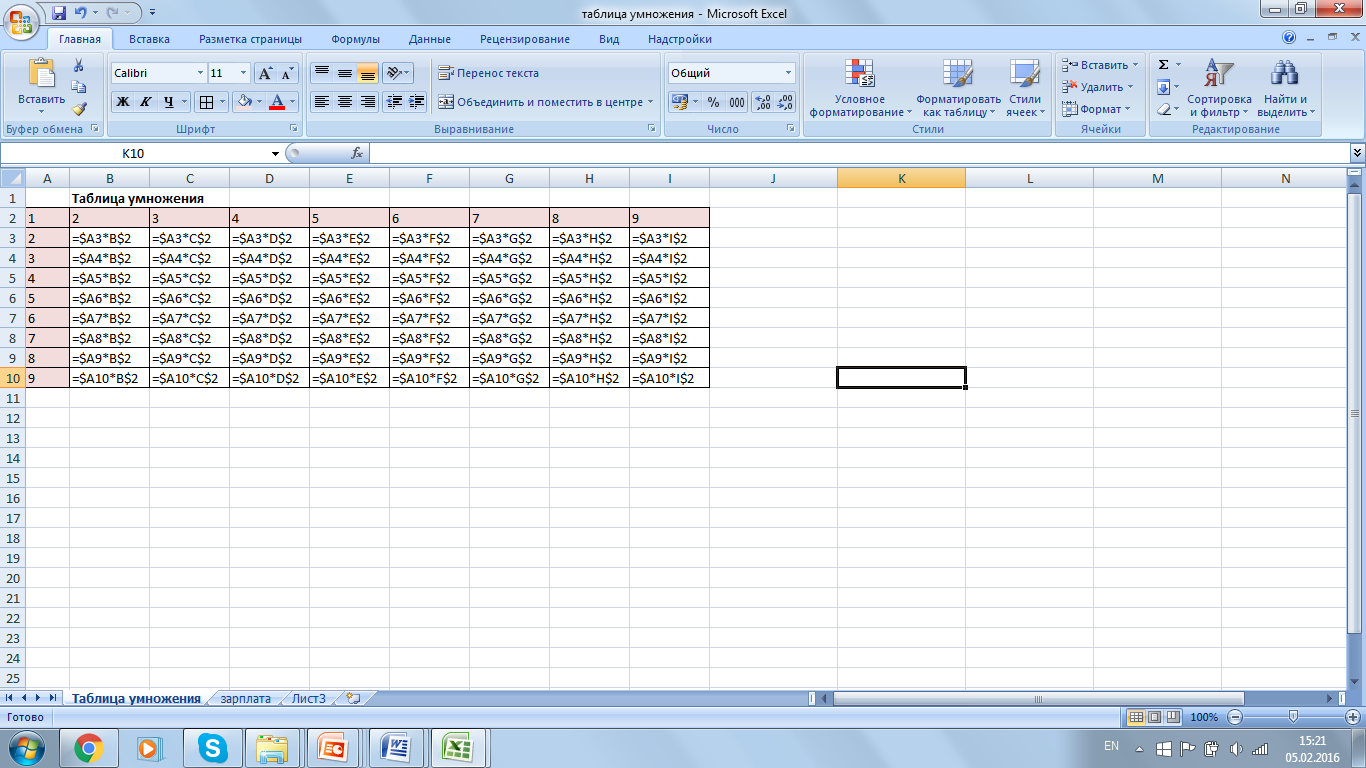 таблица умножения - Microsoft Excel
Главная Вставка Разметка страницы Формулы Данные Рецензирование Вид Надстройки
Calibri 11 Перенос текста Общий Вставить Σ
Вставить Условное форматирование Форматировать как таблицу Стили ячеек Удалить Сортировка и фильтр Найти и выделить
Ж К Ч А Объединить и поместить в центре % 000 ,00 Формат
Буфер обмена Шрифт Выравнивание Число Стили Ячейки Редактирование
K10 fx
A B C D E F G H I J K L M N
1 Таблица умножения
2 1 2 3 4 5 6 7 8 9
3 2 =$A3*B$2 =$A3*C$2 =$A3*D$2 =$A3*E$2 =$A3*F$2 =$A3*G$2 =$A3*H$2 =$A3*I$2
4 3 =$A4*B$2 =$A4*C$2 =$A4*D$2 =$A4*E$2 =$A4*F$2 =$A4*G$2 =$A4*H$2 =$A4*I$2
5 4 =$A5*B$2 =$A5*C$2 =$A5*D$2 =$A5*E$2 =$A5*F$2 =$A5*G$2 =$A5*H$2 =$A5*I$2
6 5 =$A6*B$2 =$A6*C$2 =$A6*D$2 =$A6*E$2 =$A6*F$2 =$A6*G$2 =$A6*H$2 =$A6*I$2
7 6 =$A7*B$2 =$A7*C$2 =$A7*D$2 =$A7*E$2 =$A7*F$2 =$A7*G$2 =$A7*H$2 =$A7*I$2
8 7 =$A8*B$2 =$A8*C$2 =$A8*D$2 =$A8*E$2 =$A8*F$2 =$A8*G$2 =$A8*H$2 =$A8*I$2
9 8 =$A9*B$2 =$A9*C$2 =$A9*D$2 =$A9*E$2 =$A9*F$2 =$A9*G$2 =$A9*H$2 =$A9*I$2
10 9 =$A10*B$2 =$A10*C$2 =$A10*D$2 =$A10*E$2 =$A10*F$2 =$A10*G$2 =$A10*H$2 =$A10*I$2
11
12
13
14
15
16
17
18
19
20
21
22
23
24
25
Таблица умножения зарплата Лист3
Готово 100%
EN 15:21
05.02.2016